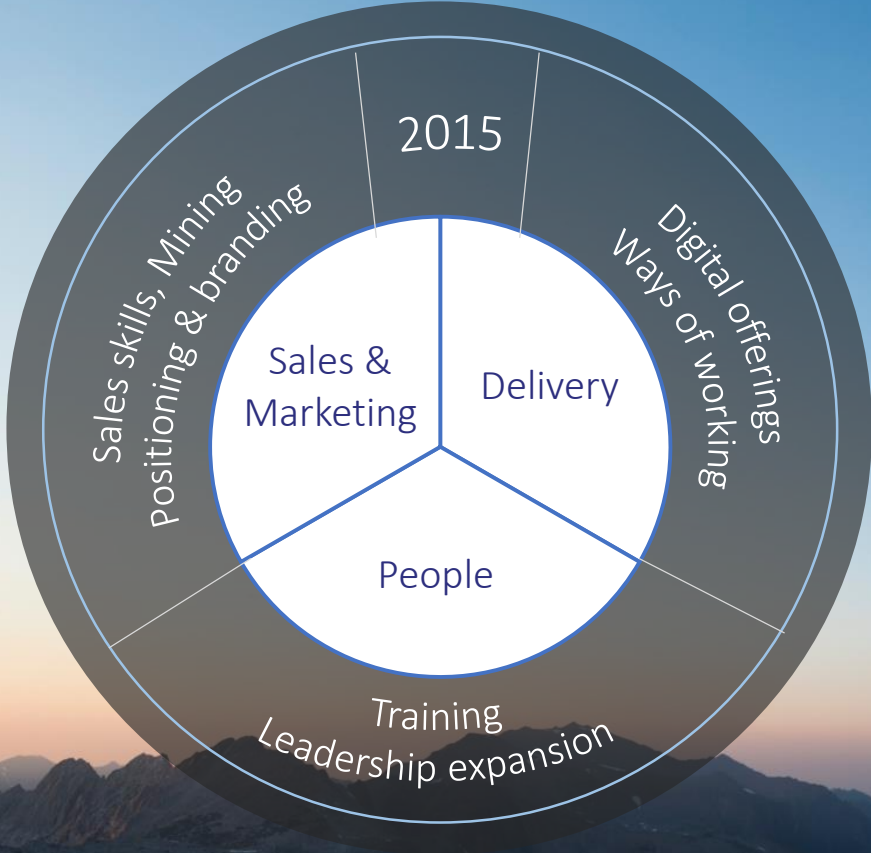 2015
Sales skills, Mining
Positioning & branding
Digital offerings
Ways of working
Sales &
Marketing
Delivery
People
Training
Leadership expansion